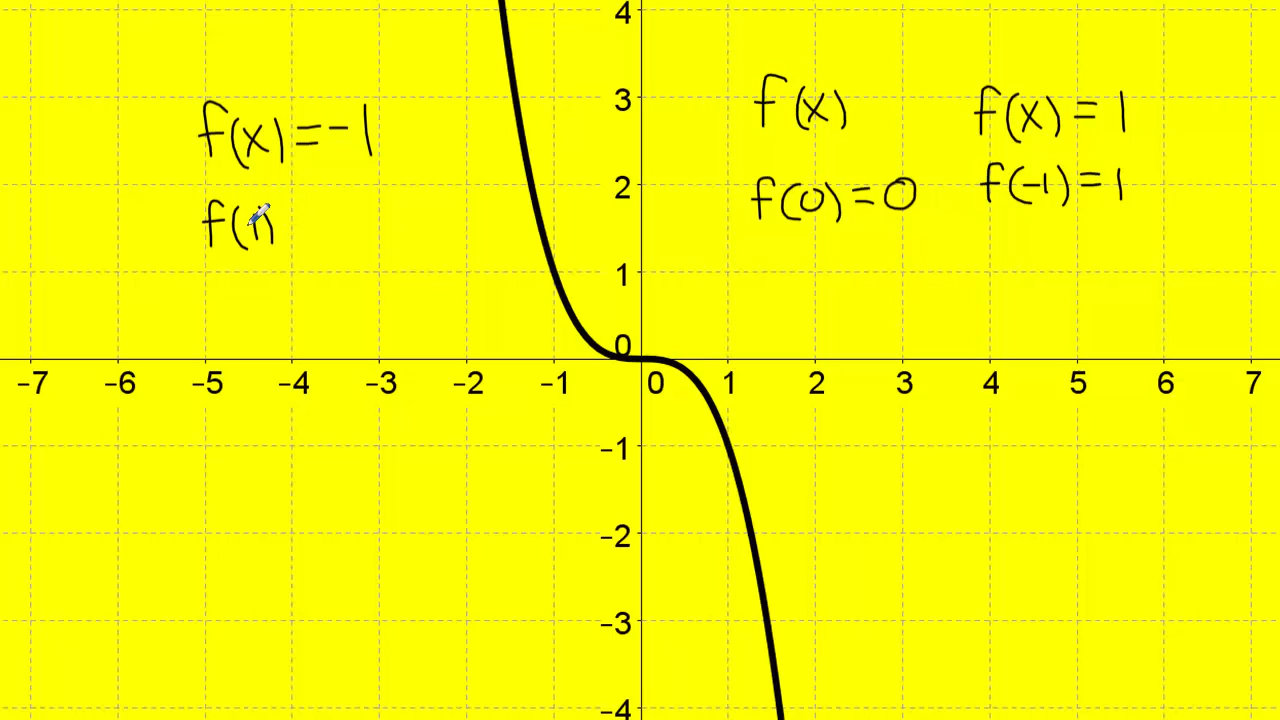 4
3
f(x)
f(x) = 1
f(x) = -1
2
f(0) = 0
f(-1) = 1
f(1)
1
0
-7 -6 -5 -4 -3 -2 -1 0 1 2 3 4 5 6 7
-1
-2
-3
-4